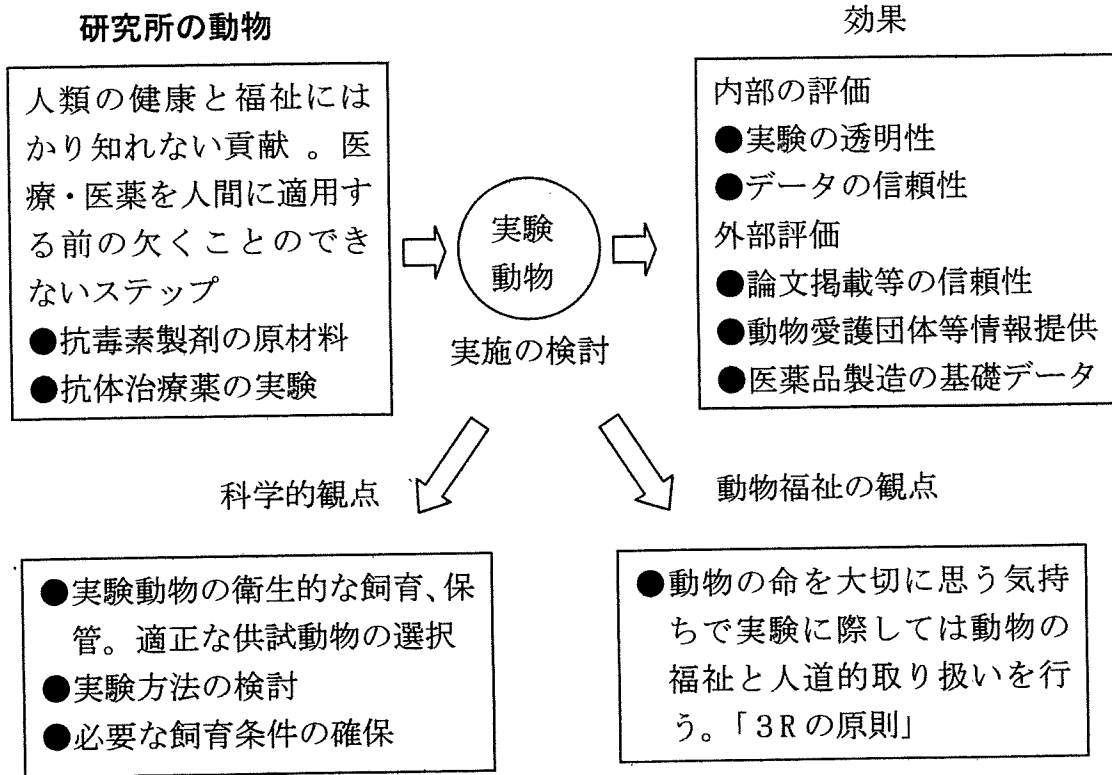 研究所の動物
人類の健康と福祉には
かり知れない貢献 。医
療・医薬を人間に適用す
る前の欠くことのでき
ないステップ
●抗毒素製剤の原材料
●抗体治療薬の実験
実験
動物
実施の検討
効果
内部の評価
●実験の透明性
●データの信頼性
外部評価
●論文掲載等の信頼性
●動物愛護団体等情報提供
●医薬品製造の基礎データ
科学的観点
●実験動物の衛生的な飼育、保
管。適正な供試動物の選択
●実験方法の検討
●必要な飼育条件の確保
動物福祉の観点
●動物の命を大切に思う気持
ちで実験に際しては動物の
福祉と人道的取り扱いを行
う。「3Rの原則」